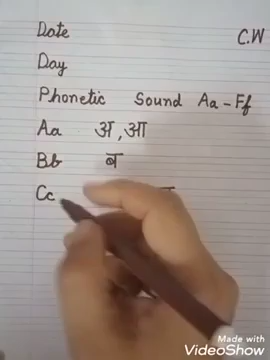 Date C.W
Day
Phonetic Sound Aa - Ff
Aa अ, आ
Bb ब
Cc
Made with
VideoShow